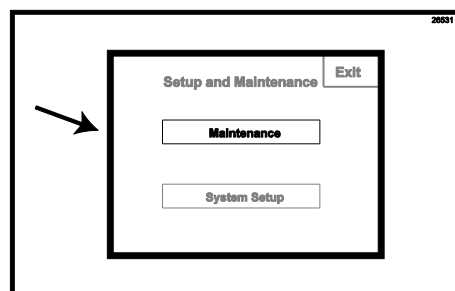 26531
Exit
Setup and Maintenance
Maintenance
System Setup